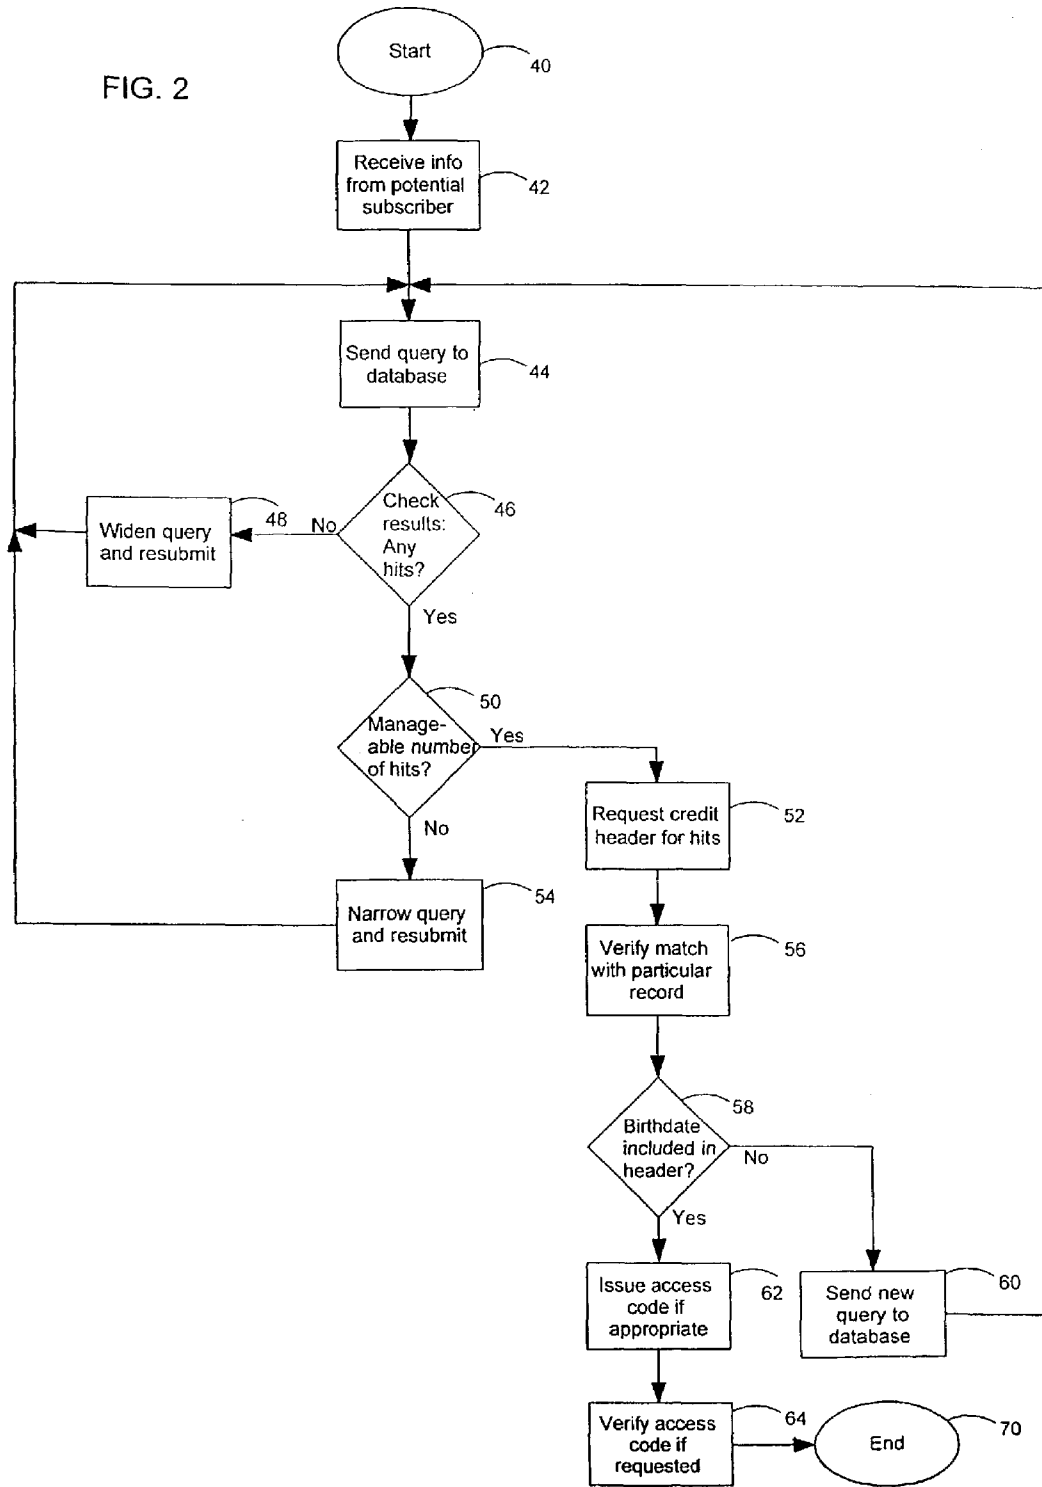 FIG. 2
Start
40
Receive info
from potential
subscriber
42
Send query to
database
44
Check
results:
Any
hits?
46
No
Widen query
and resubmit
48
Yes
Manage-
able number
of hits?
50
Yes
No
Request credit
header for hits
52
Narrow query
and resubmit
54
Verify match
with particular
record
56
Birthdate
included in
header?
58
No
Yes
Issue access
code if
appropriate
62
Send new
query to
database
60
Verify access
code if
requested
64
End
70